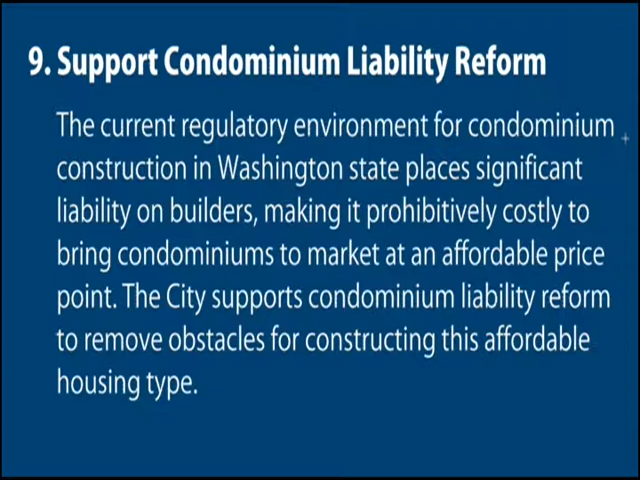 9. Support Condominium Liability Reform
The current regulatory environment for condominium
construction in Washington state places significant
liability on builders, making it prohibitively costly to
bring condominiums to market at an affordable price
point. The City supports condominium liability reform
to remove obstacles for constructing this affordable
housing type.